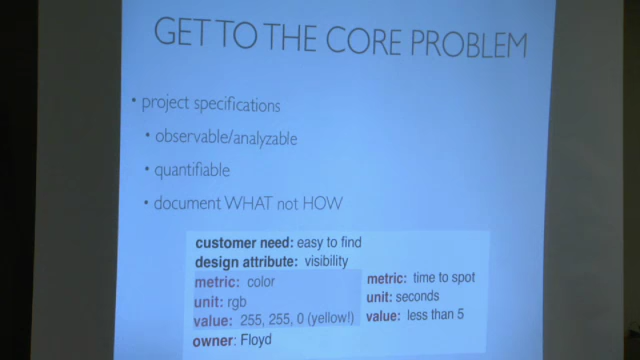 GET TO THE CORE PROBLEM
• project specifications
• observable/analyzable
• quantifiable
• document WHAT not HOW
customer need: easy to find
design attribute: visibility
metric: color
unit: rgb
value: 255, 255, 0 (yellow!)
owner: Floyd
metric: time to spot
unit: seconds
value: less than 5